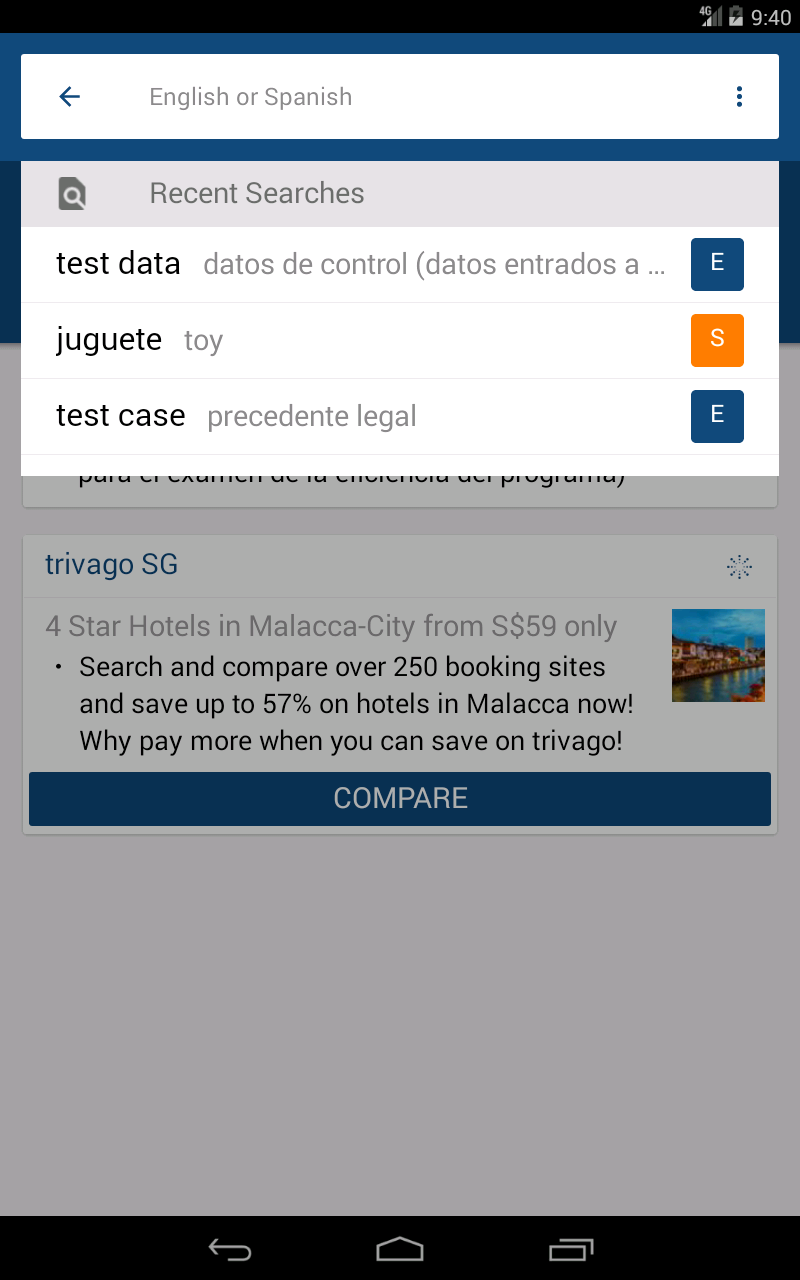 4G 9:40
English or Spanish
Recent Searches
test data datos de control (datos entrados a ... E
juguete toy S
test case precedente legal E
para el examen de la eficiencia del programa)
trivago SG
4 Star Hotels in Malacca-City from S$59 only
• Search and compare over 250 booking sites
and save up to 57% on hotels in Malacca now!
Why pay more when you can save on trivago!
COMPARE